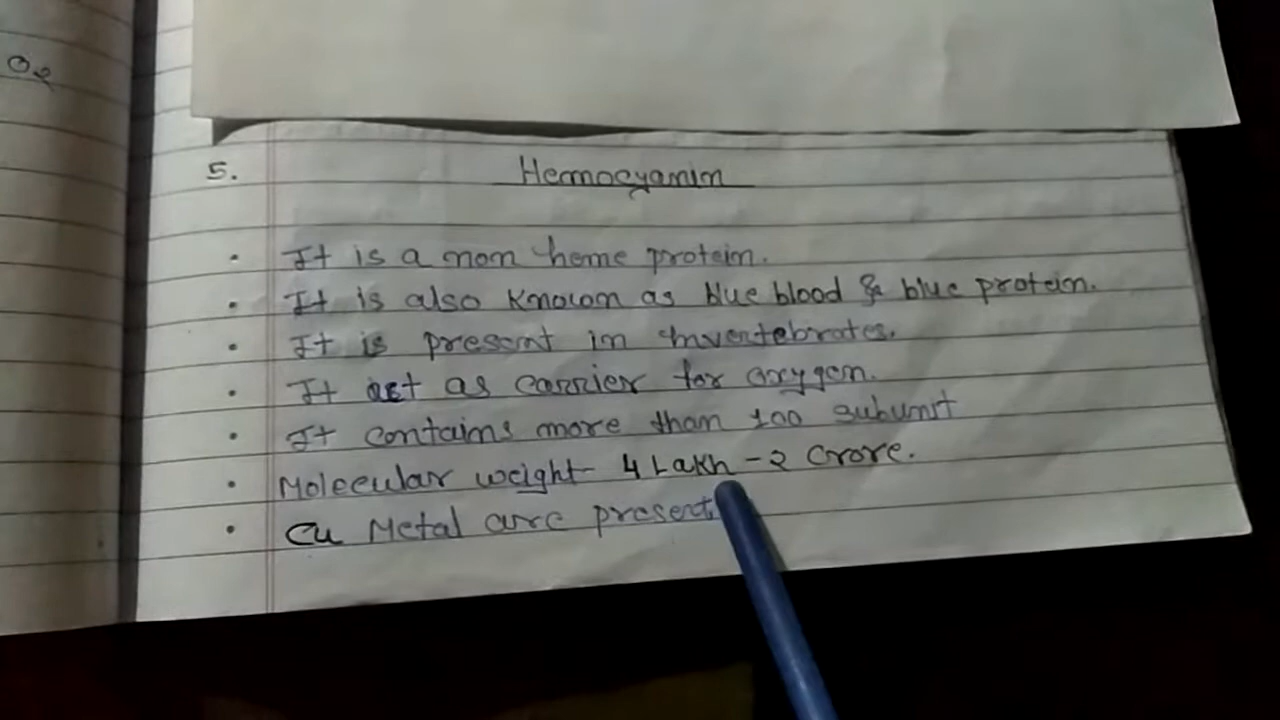 O2
5. Hemocyanin
• It is a non heme protein.
• It is also known as blue blood & blue protein.
• It is present in invertebrates.
• It act as carrier for oxygen.
• It contains more than 100 subunit
• Molecular weight - 4 Lakh - 2 Crore.
• Cu Metal are present